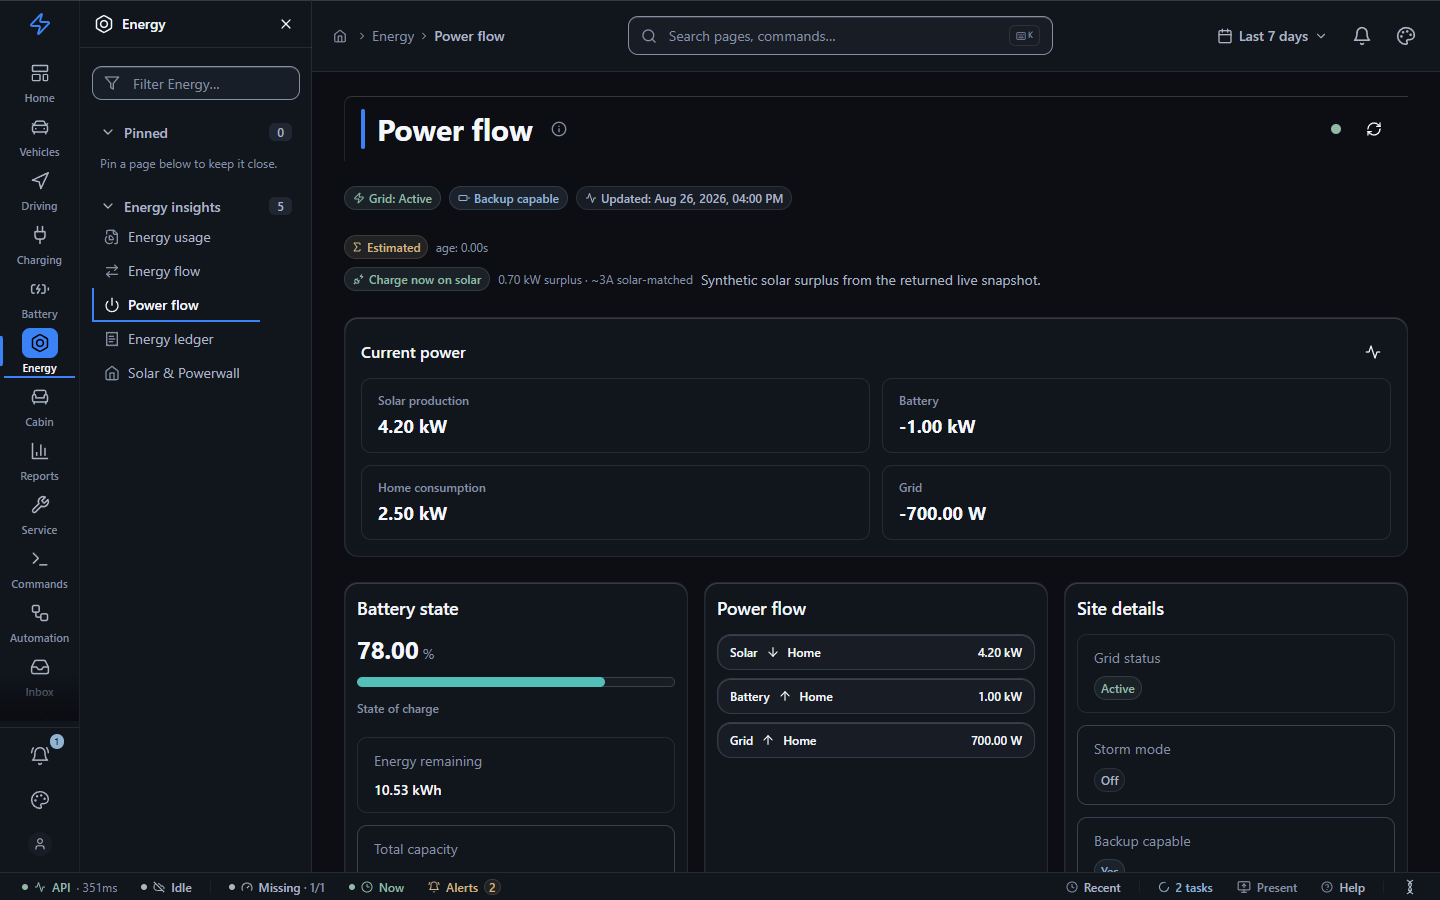 Energy
Home
Vehicles
Driving
Charging
Battery
Energy
Cabin
Reports
Service
Commands
Automation
Inbox
1
Filter Energy...
Pinned 0
Pin a page below to keep it close.
Energy insights 5
Energy usage
Energy flow
Power flow
Energy ledger
Solar & Powerwall
Energy > Power flow
Search pages, commands...
K
Last 7 days
Power flow
Grid: Active
Backup capable
Updated: Aug 26, 2026, 04:00 PM
Estimated age: 0.00s
Charge now on solar 0.70 kW surplus · ~3A solar-matched Synthetic solar surplus from the returned live snapshot.
Current power
Solar production
4.20 kW
Battery
-1.00 kW
Home consumption
2.50 kW
Grid
-700.00 W
Battery state
78.00 %
State of charge
Energy remaining
10.53 kWh
Total capacity
Power flow
Solar ↓ Home 4.20 kW
Battery ↑ Home 1.00 kW
Grid ↑ Home 700.00 W
Site details
Grid status
Active
Storm mode
Off
Backup capable
Yes
API · 351ms
Idle
Missing · 1/1
Now
Alerts 2
Recent
2 tasks
Present
Help